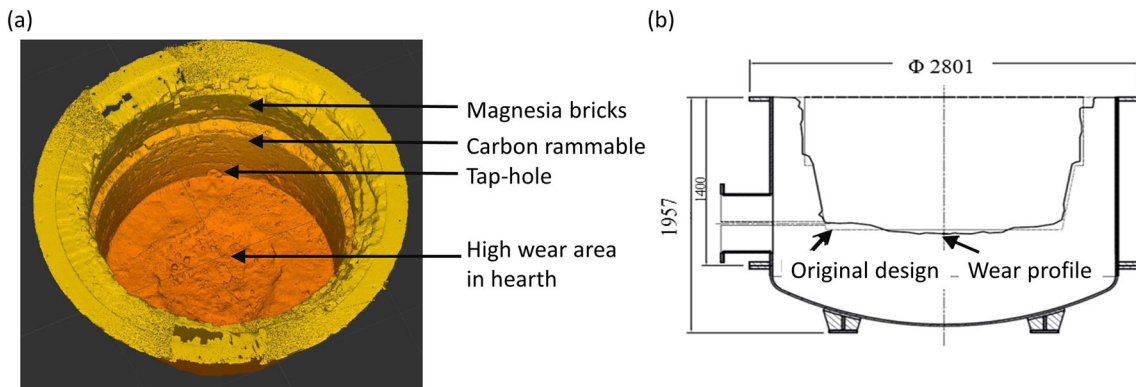 (a)
Magnesia bricks
Carbon rammable
Tap-hole
High wear area
in hearth
(b)
Φ 2801
1957
1400
Original design
Wear profile